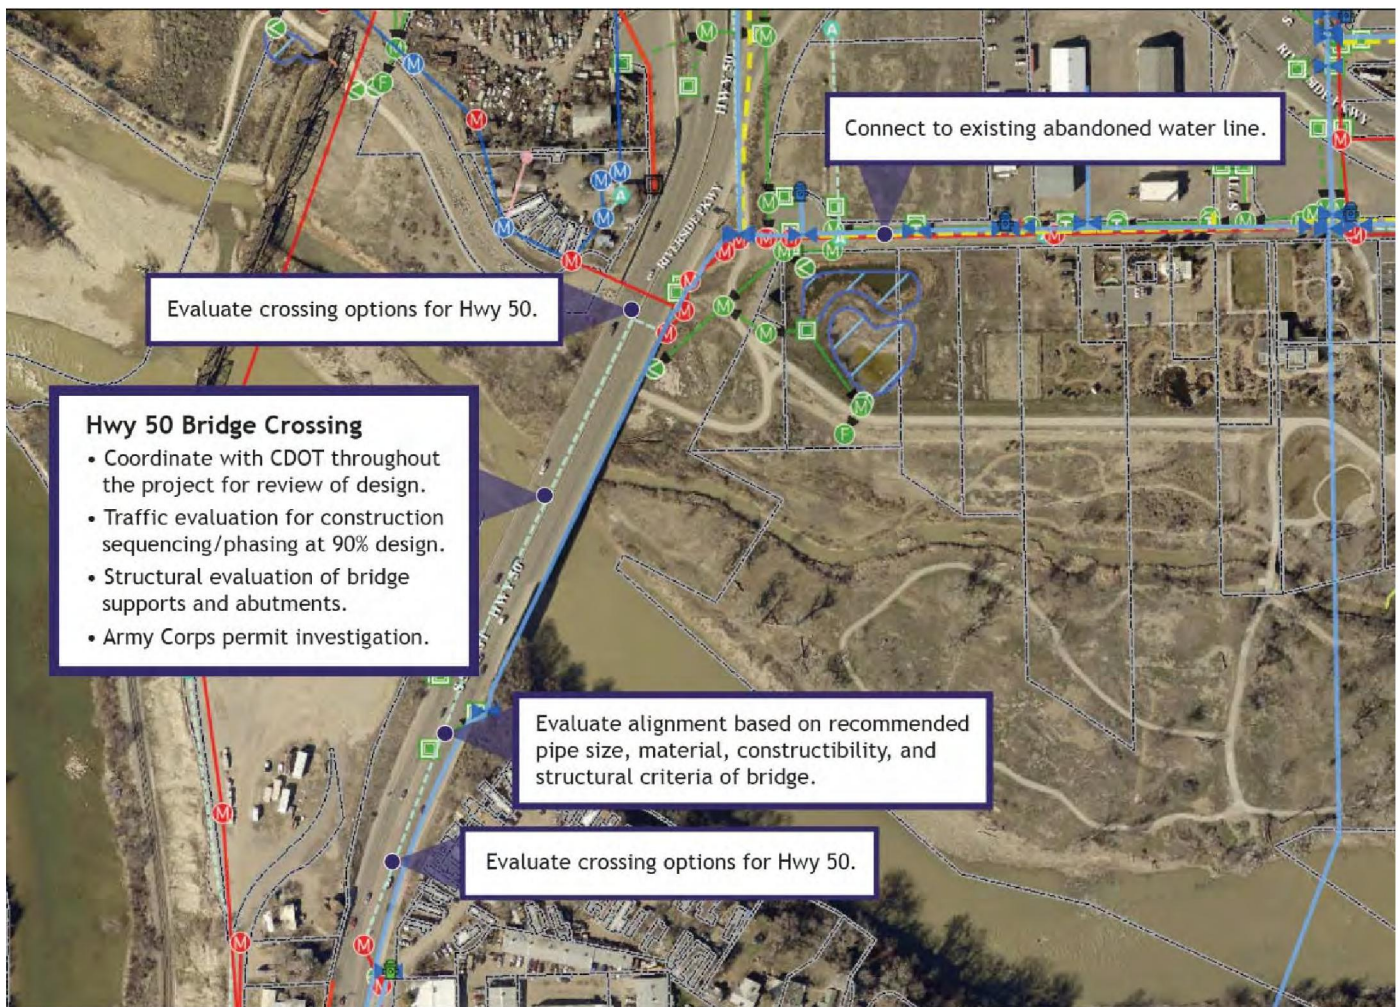 HWY 50
RIVERSIDE PKWY
Connect to existing abandoned water line.
RIVERSIDE PKWY
Evaluate crossing options for Hwy 50.
Hwy 50 Bridge Crossing
• Coordinate with CDOT throughout
the project for review of design.
• Traffic evaluation for construction
sequencing/phasing at 90% design.
• Structural evaluation of bridge
supports and abutments.
• Army Corps permit investigation.
HWY 50
Evaluate alignment based on recommended
pipe size, material, constructibility, and
structural criteria of bridge.
Evaluate crossing options for Hwy 50.